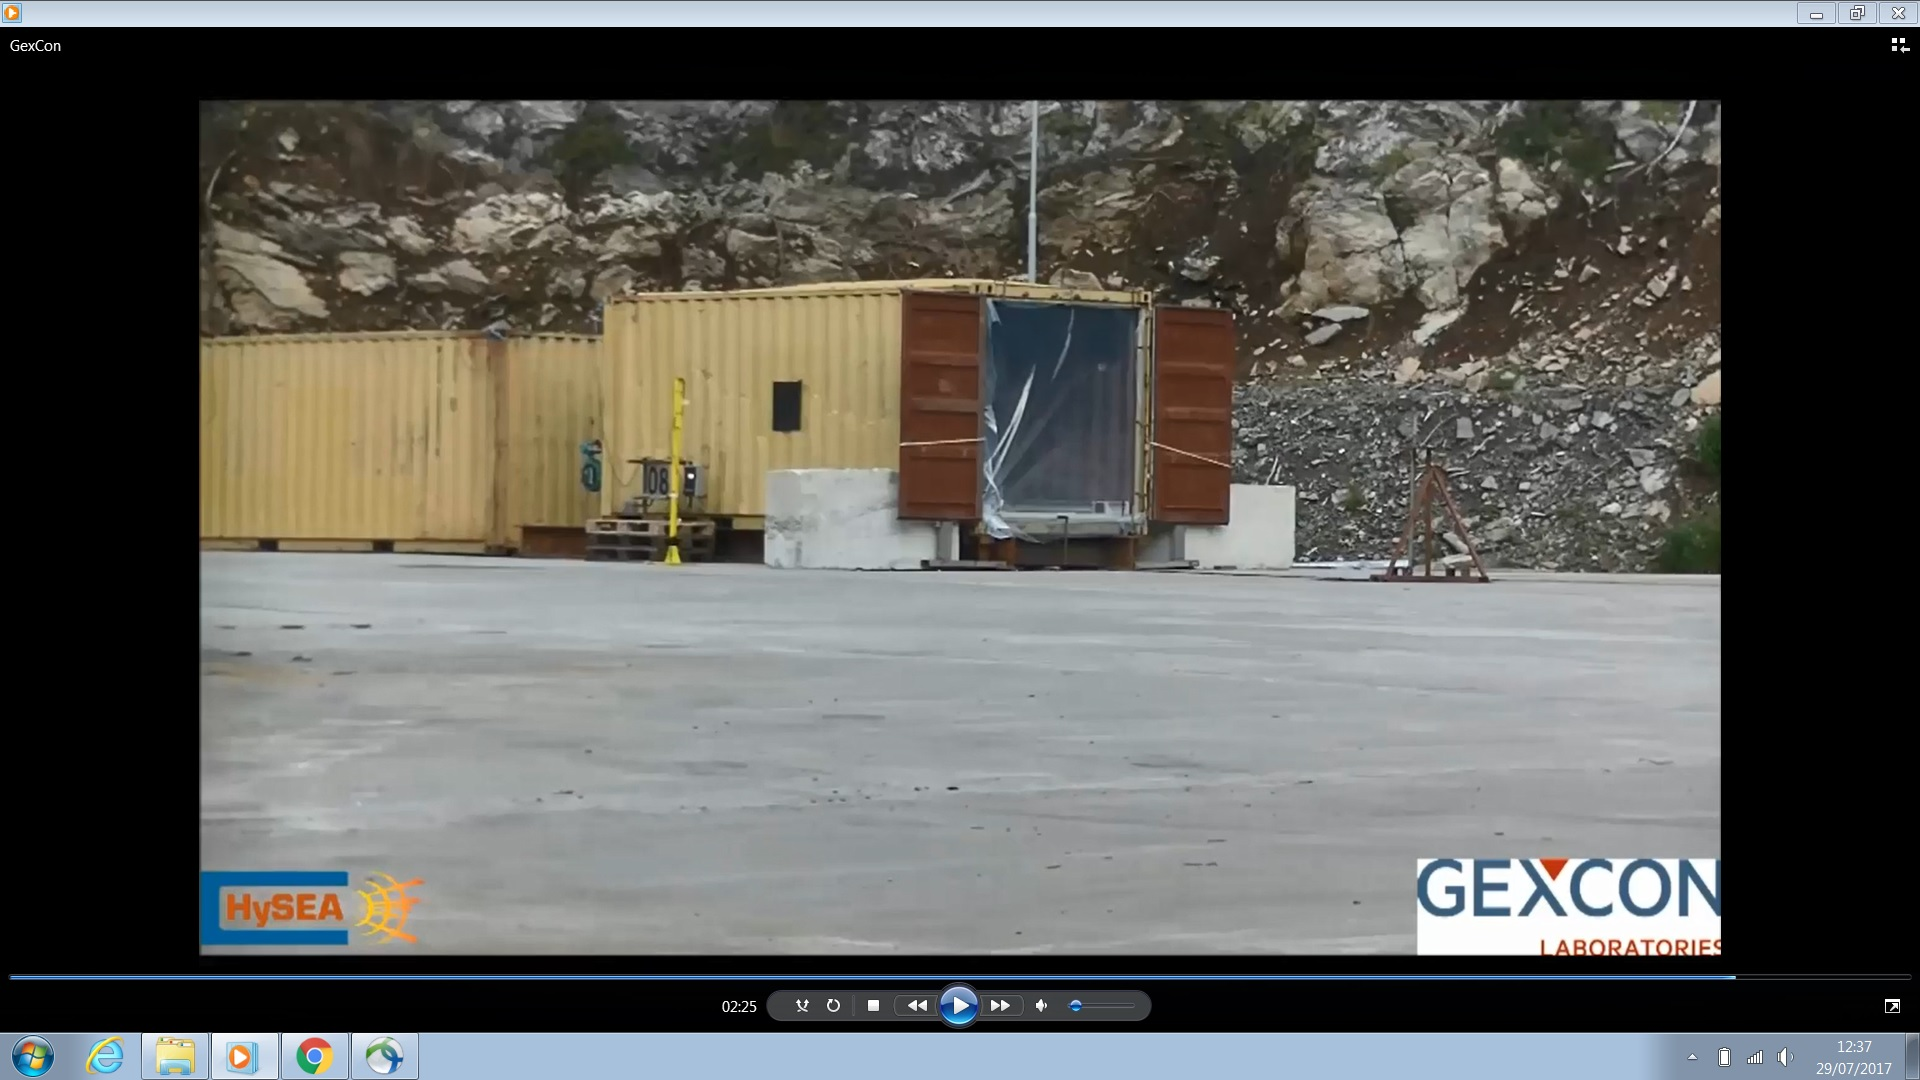 GexCon
08
HySEA
GEXCON
LABORATORIES
02:25
12:37
29/07/2017